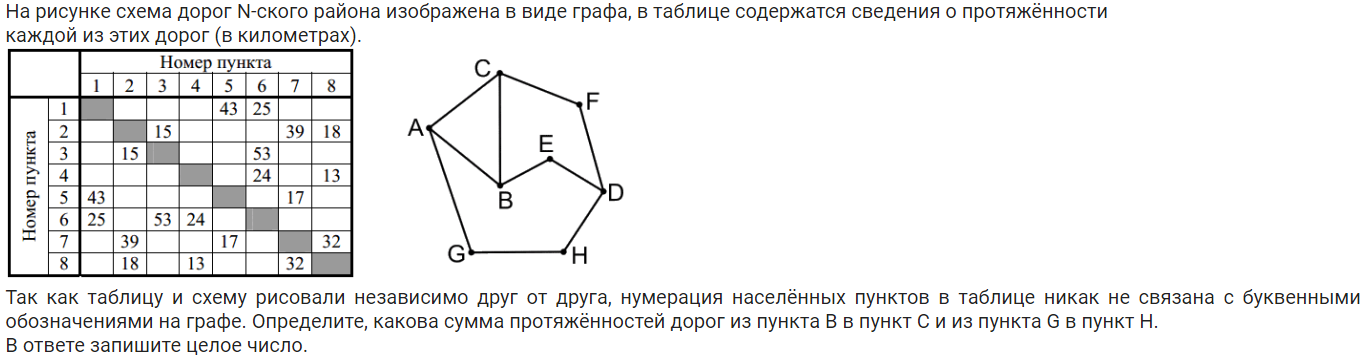 На рисунке схема дорог N-ского района изображена в виде графа, в таблице содержатся сведения о протяжённости
каждой из этих дорог (в километрах).
Номер пункта
1 2 3 4 5 6 7 8
Номер пункта
1 43 25
2 15 39 18
3 15 53
4 24 13
5 43 17
6 25 53 24
7 39 17 32
8 18 13 32
C
F
A
E
B
D
G
H
Так как таблицу и схему рисовали независимо друг от друга, нумерация населённых пунктов в таблице никак не связана с буквенными
обозначениями на графе. Определите, какова сумма протяжённостей дорог из пункта B в пункт C и из пункта G в пункт H.
В ответе запишите целое число.